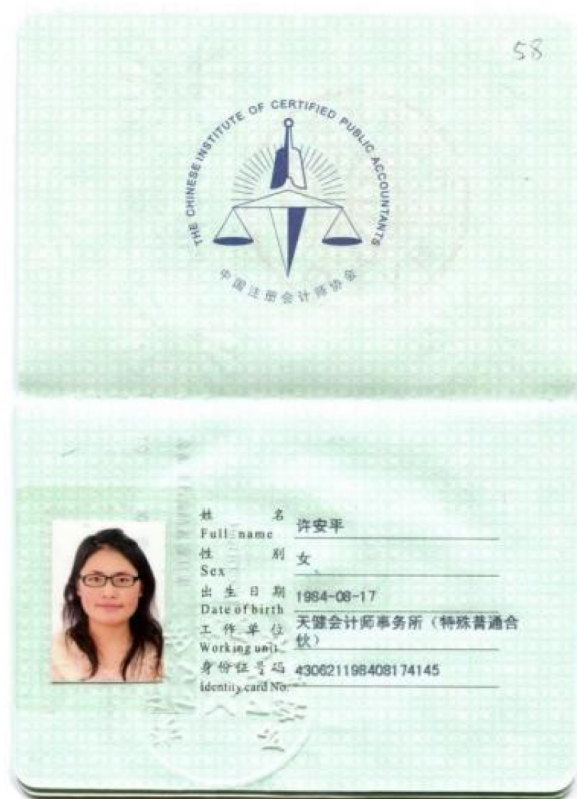 58
THE CHINESE INSTITUTE OF CERTIFIED PUBLIC ACCOUNTANTS
中国注册会计师协会
姓 名 许安平
Full name
性 别 女
Sex
出生日期 1984-08-17
Date of birth
工作单位 天健会计师事务所（特殊普通合
Working unit 伙）
身份证号码 430621198408174145
Identity card No.